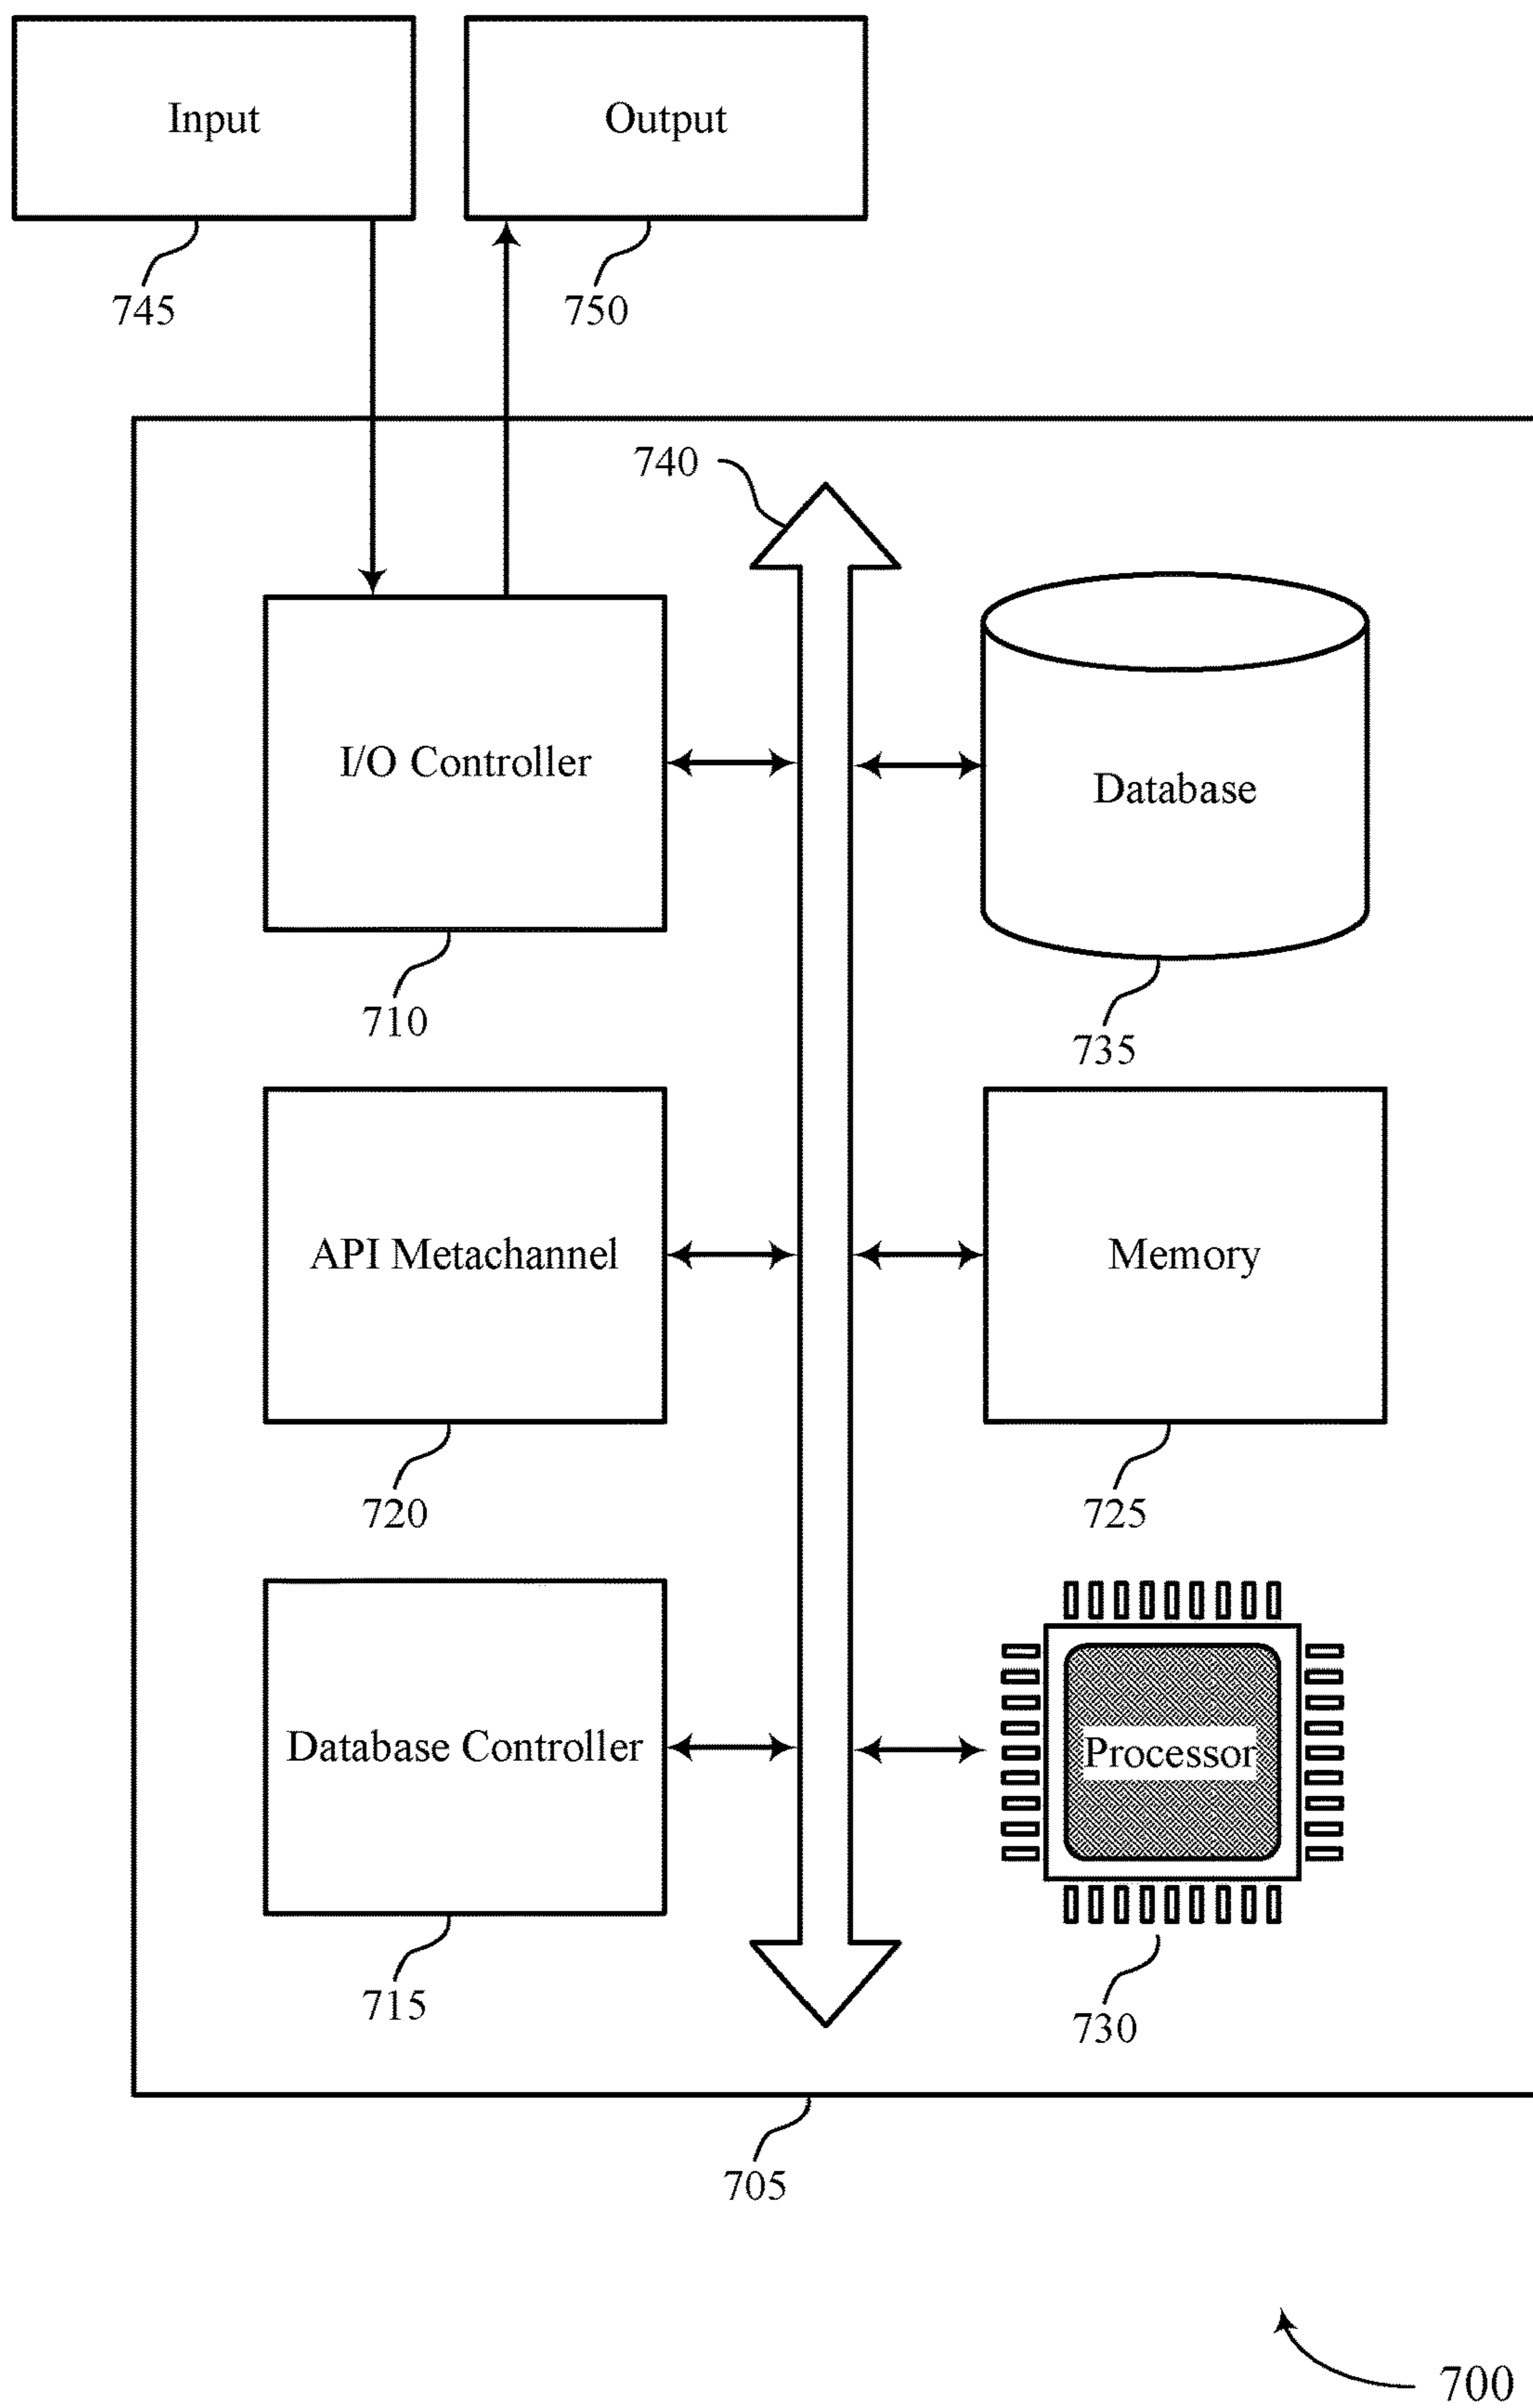 Input
Output
745
750
740
I/O Controller
Database
710
735
API Metachannel
Memory
720
725
Database Controller
Processor
715
730
705
700